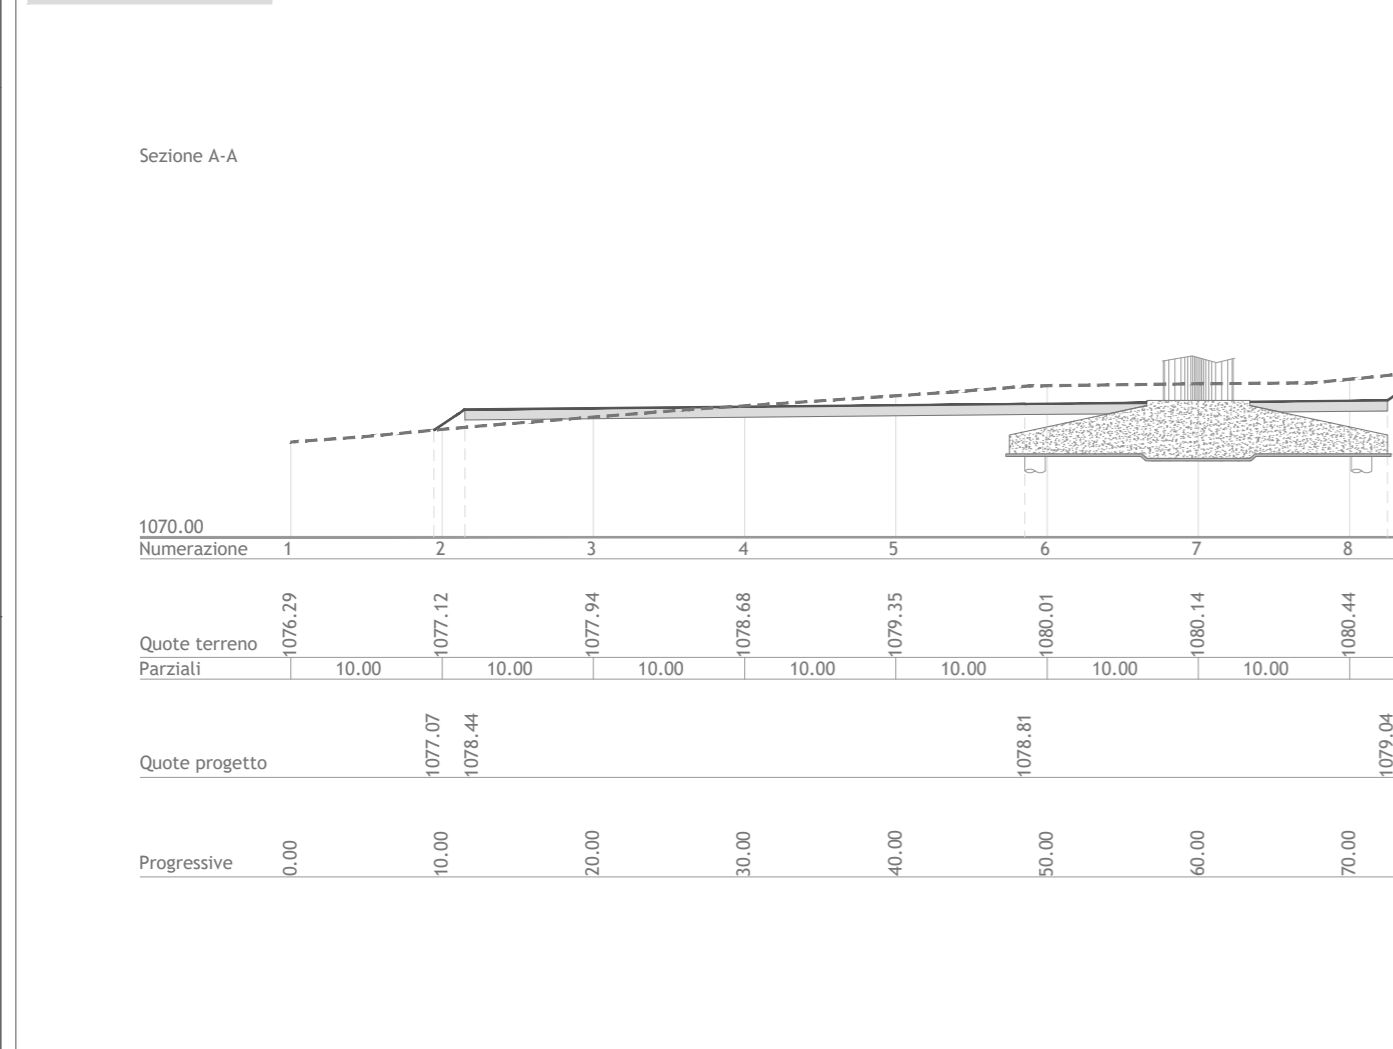 Sezione A-A
1070.00
Numerazione 1 2 3 4 5 6 7 8
Quote terreno 1076.29 1077.12 1077.94 1078.68 1079.35 1080.01 1080.14 1080.44
Parziali 10.00 10.00 10.00 10.00 10.00 10.00 10.00
Quote progetto 1077.07 1078.44 1078.81 1079.04
Progressive 0.00 10.00 20.00 30.00 40.00 50.00 60.00 70.00